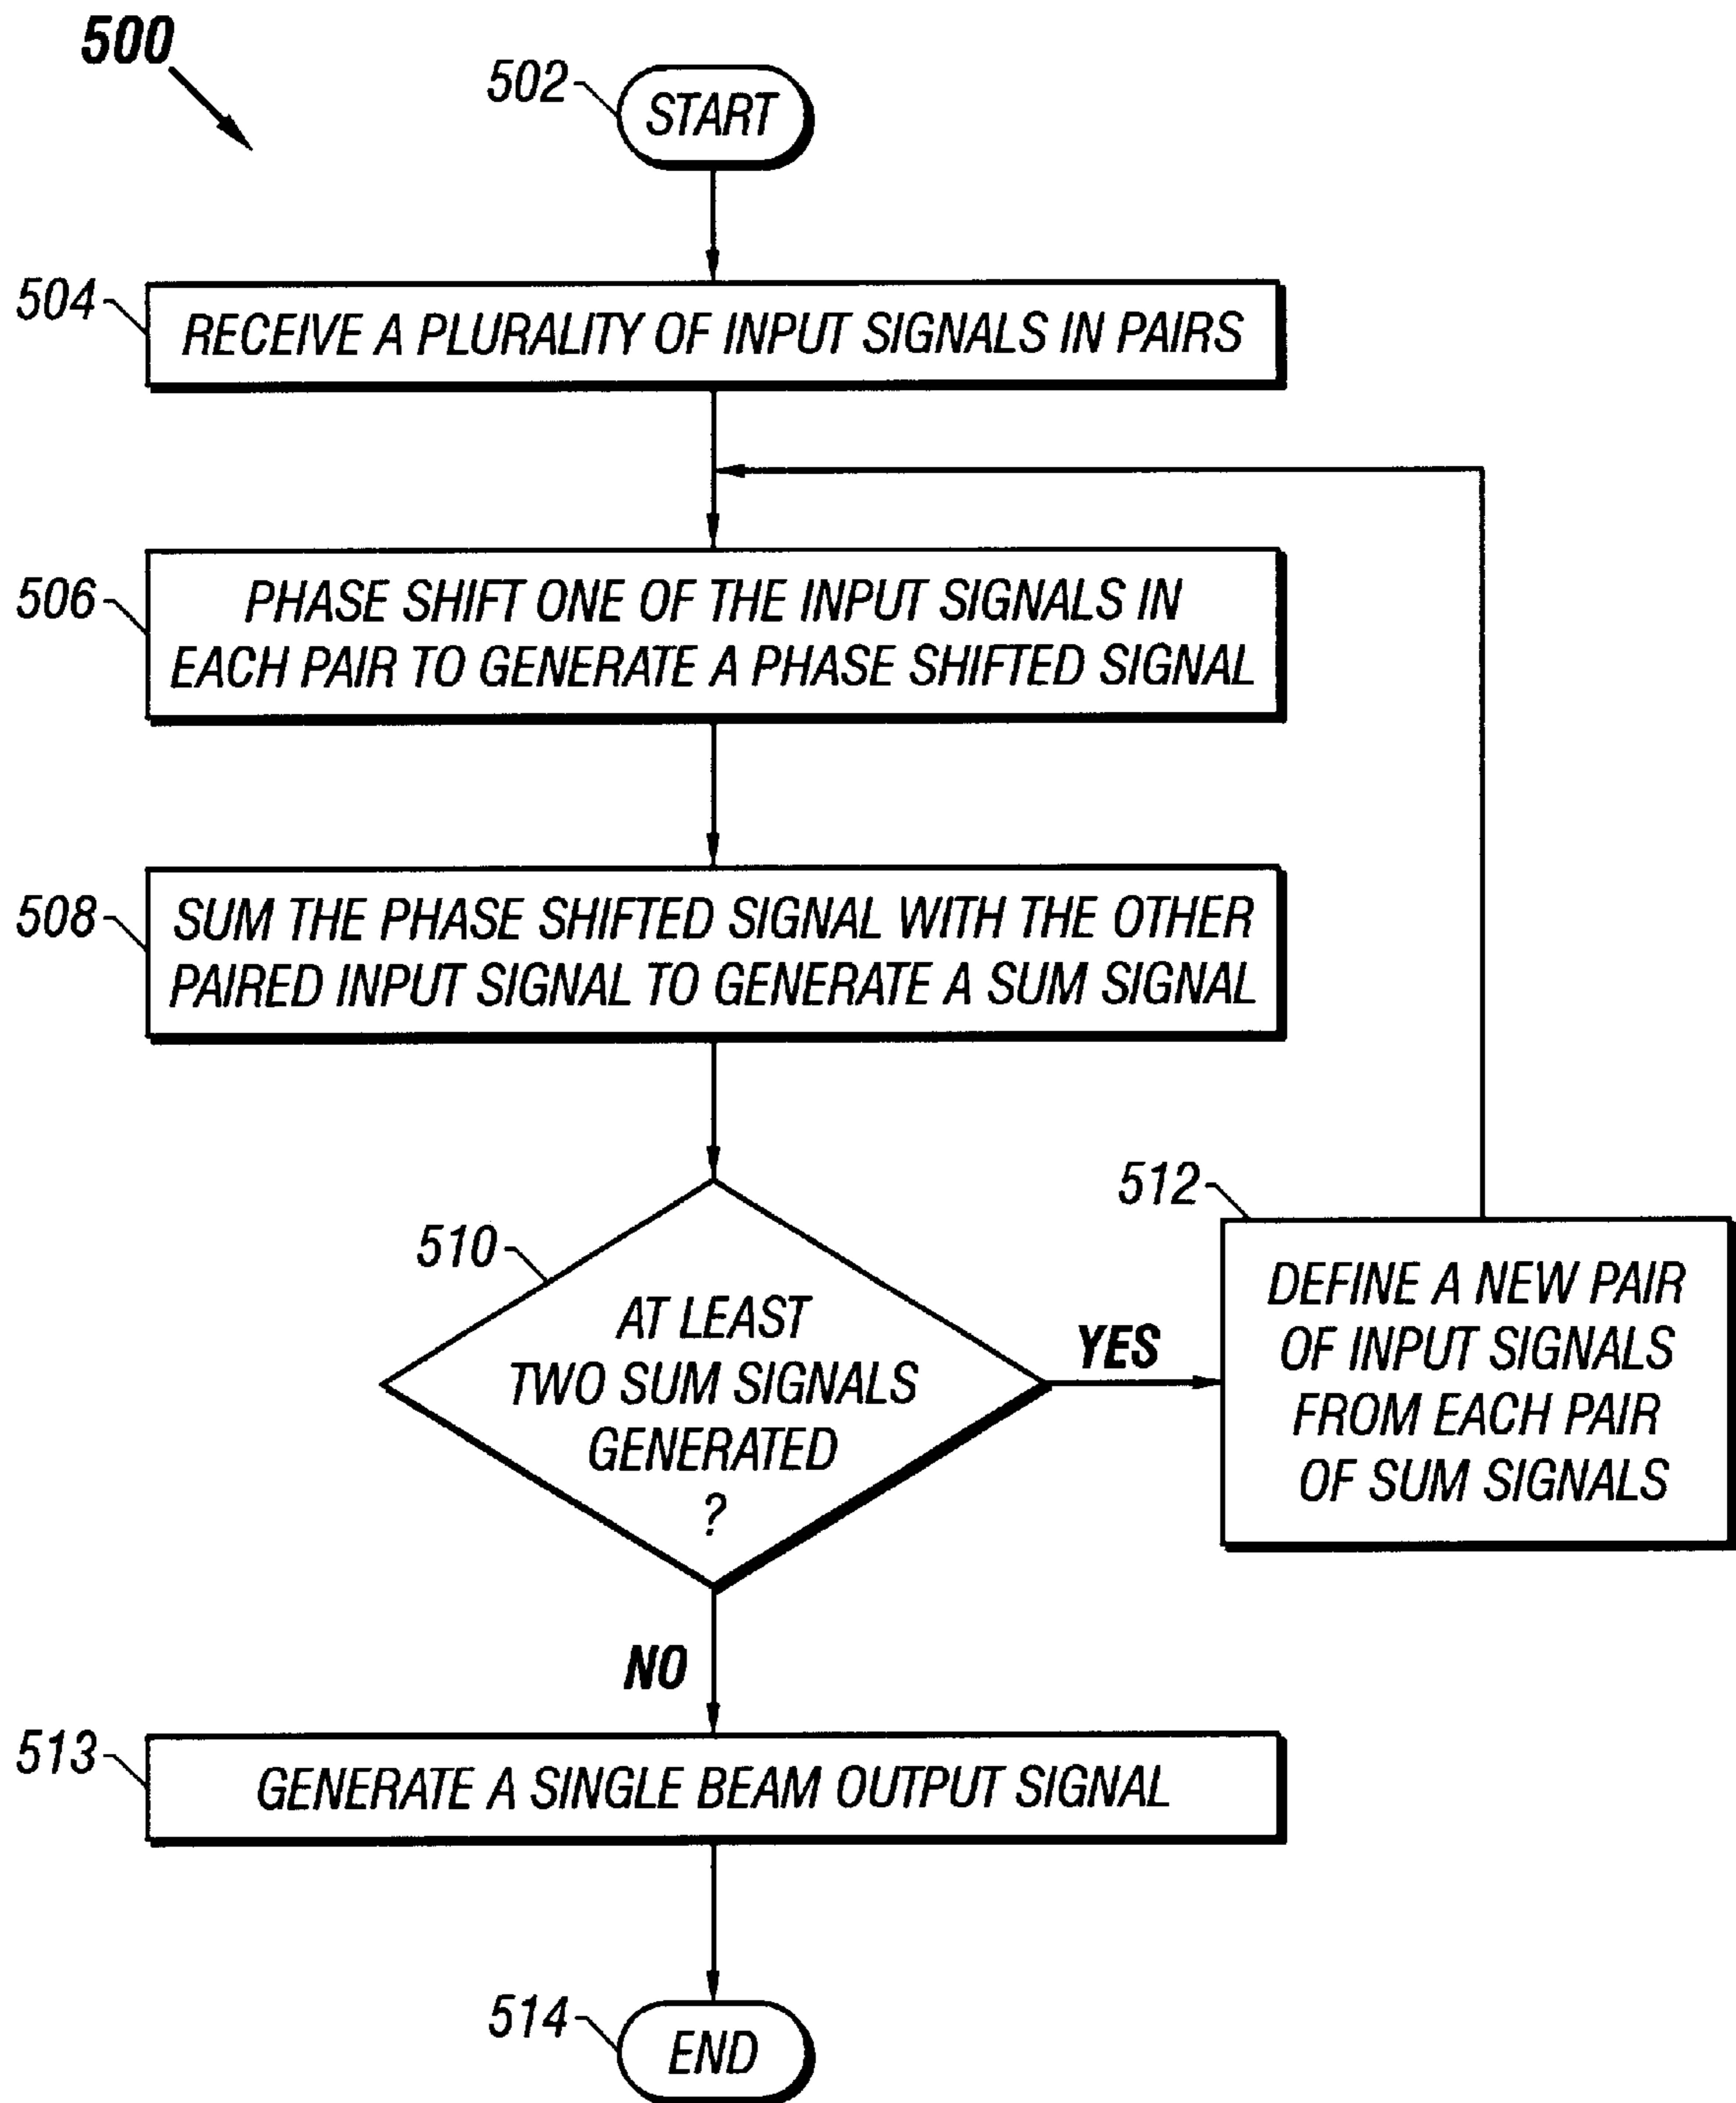 500
502
START
504
RECEIVE A PLURALITY OF INPUT SIGNALS IN PAIRS
506
PHASE SHIFT ONE OF THE INPUT SIGNALS IN
EACH PAIR TO GENERATE A PHASE SHIFTED SIGNAL
508
SUM THE PHASE SHIFTED SIGNAL WITH THE OTHER
PAIRED INPUT SIGNAL TO GENERATE A SUM SIGNAL
510
AT LEAST
TWO SUM SIGNALS
GENERATED
?
YES
512
DEFINE A NEW PAIR
OF INPUT SIGNALS
FROM EACH PAIR
OF SUM SIGNALS
NO
513
GENERATE A SINGLE BEAM OUTPUT SIGNAL
514
END